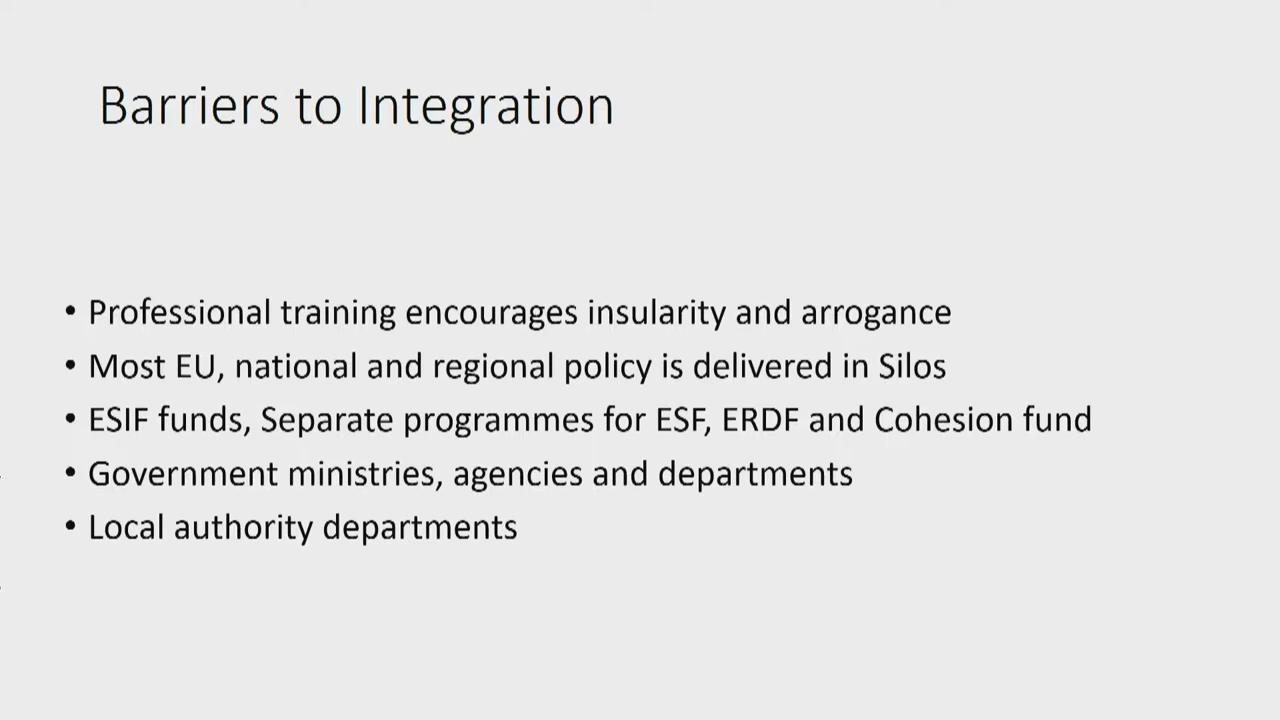 Barriers to Integration
• Professional training encourages insularity and arrogance
• Most EU, national and regional policy is delivered in Silos
• ESIF funds, Separate programmes for ESF, ERDF and Cohesion fund
• Government ministries, agencies and departments
• Local authority departments